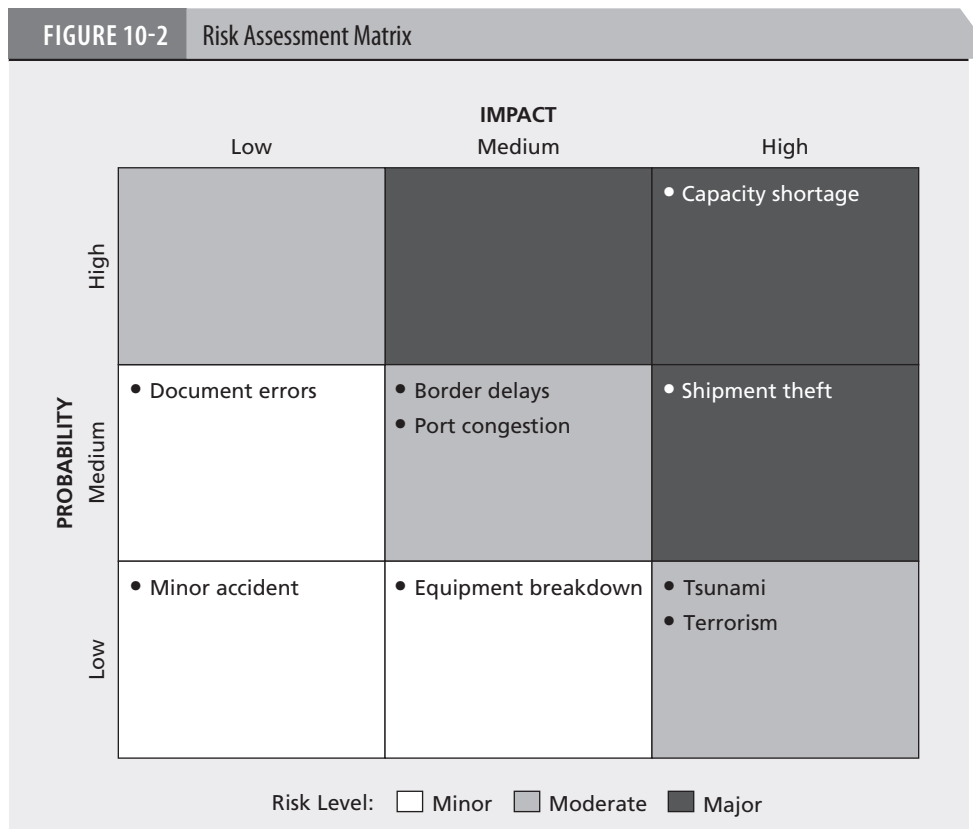 FIGURE 10-2 Risk Assessment Matrix
IMPACT
Low Medium High
PROBABILITY
High
• Capacity shortage
Medium
• Document errors
• Border delays
• Port congestion
• Shipment theft
Low
• Minor accident
• Equipment breakdown
• Tsunami
• Terrorism
Risk Level: Minor Moderate Major